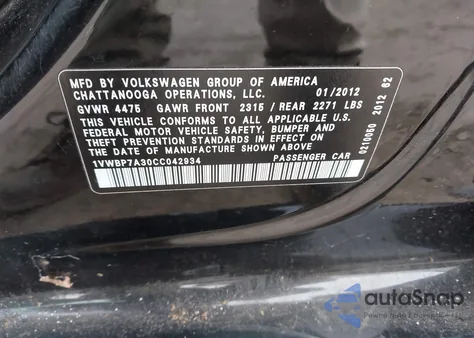 MFD BY VOLKSWAGEN GROUP OF AMERICA
CHATTANOOGA OPERATIONS, LLC. 01/2012
GVWR 4475 GAWR FRONT 2315 / REAR 2271 LBS
THIS VEHICLE CONFORMS TO ALL APPLICABLE U.S.
FEDERAL MOTOR VEHICLE SAFETY, BUMPER AND
THEFT PREVENTION STANDARDS IN EFFECT ON
THE DATE OF MANUFACTURE SHOWN ABOVE
1VWBP7A30CC042934 PASSENGER CAR
0210050 2012 62
autoSnap